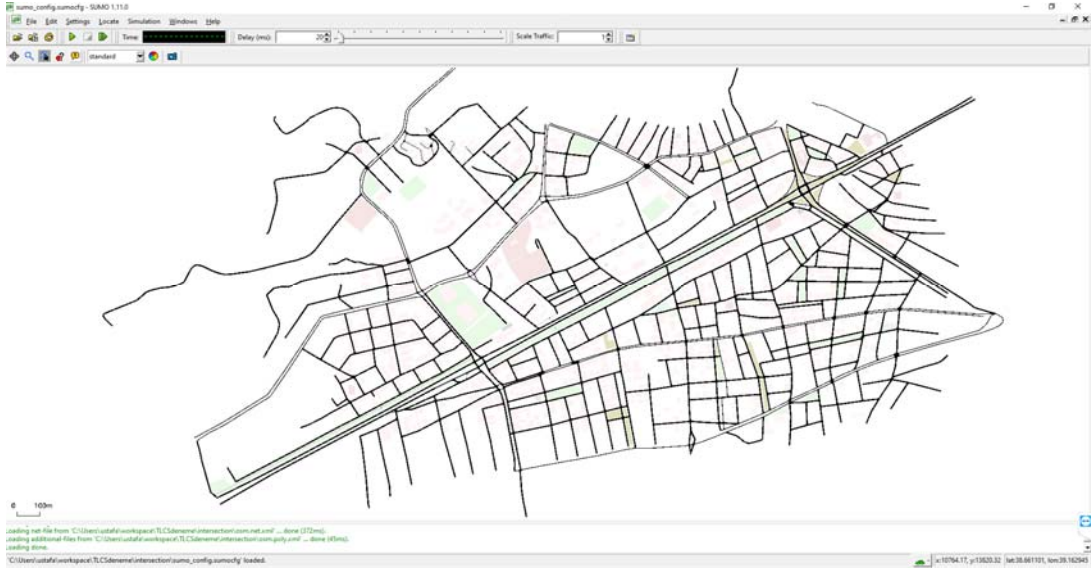 sumo_config.sumocfg - SUMO 1.11.0
File Edit Settings Locate Simulation Windows Help
Time: Delay (ms): 20 Scale Traffic: 1
standard
0 100m
Loading net-file from 'C:\Users\ustafa\workspace\TLCSdeneme\intersection\osm.net.xml' ... done (372ms).
Loading additional-files from 'C:\Users\ustafa\workspace\TLCSdeneme\intersection\osm.poly.xml' ... done (45ms).
Loading done.
'C:\Users\ustafa\workspace\TLCSdeneme\intersection\sumo_config.sumocfg' loaded. x:10764.17, y:13820.32 lat:38.661101, lon:39.162945